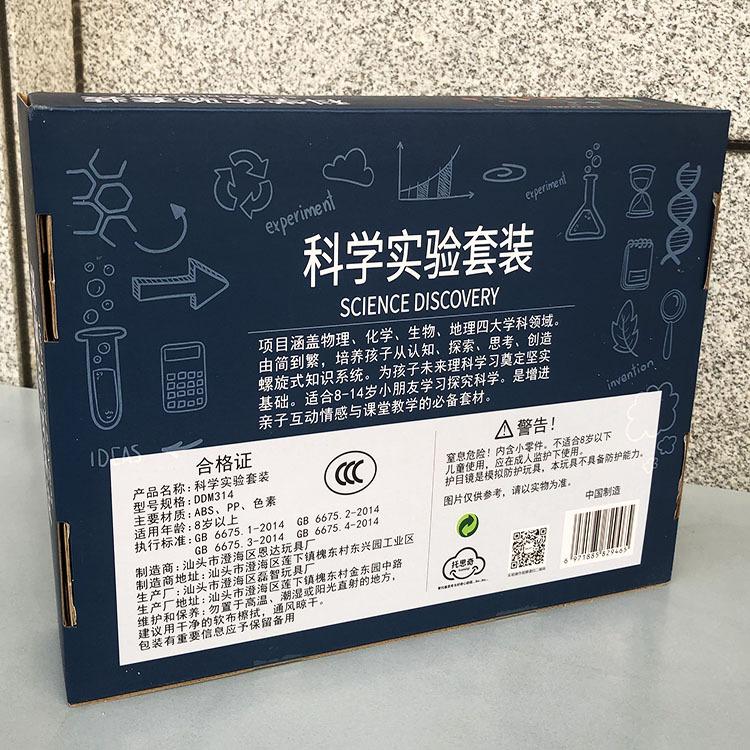 科学实验套装
experiment
experiment
科学实验套装
SCIENCE DISCOVERY
项目涵盖物理、化学、生物、地理四大学科领域。
由简到繁，培养孩子从认知、探索、思考、创造
螺旋式知识系统。为孩子未来理科学习奠定坚实
基础。适合8-14岁小朋友学习探究科学。是增进
亲子互动情感与课堂教学的必备套材。
invention
IDEAS
合格证
产品名称:科学实验套装
型号规格:DDM314
主要材质:ABS、PP、色素
适用年龄:8岁以上
执行标准:GB 6675.1-2014 GB 6675.2-2014
GB 6675.3-2014 GB 6675.4-2014
制造商:汕头市澄海区恩达玩具厂
制造商地址:汕头市澄海区莲下镇槐东村东兴园工业区
生产厂:汕头市澄海区磊智玩具厂
生产厂地址:汕头市澄海区莲下镇槐东村金东园中路
维护和保养:勿置于高温、潮湿或阳光直射的地方，
建议用干净的软布檫拭，通风晾干。
包装有重要信息应予保留备用
CCC
警告!
窒息危险！内含小零件。不适合8岁以下
儿童使用，应在成人监护下使用。
护目镜是模拟防护玩具，本玩具不具备防护能力。
图片仅供参考，请以实物为准。
中国制造
托思奇
6 971885 829465